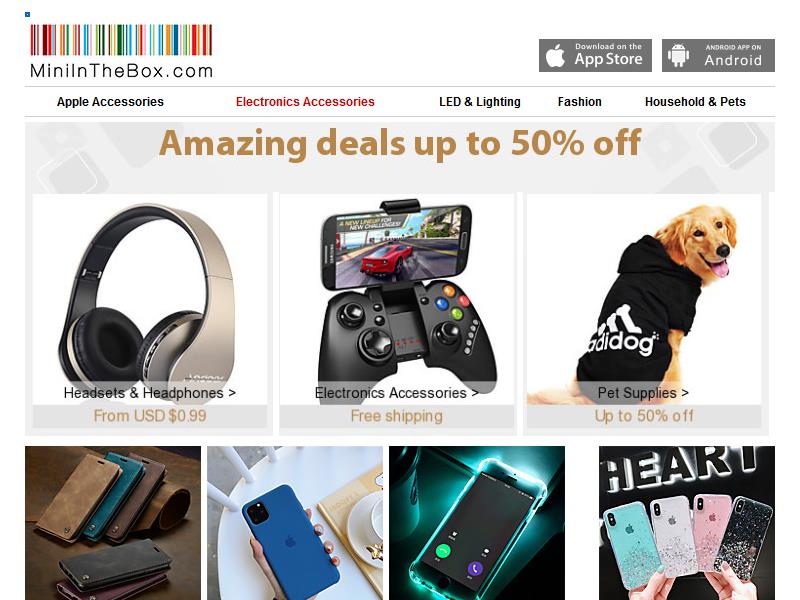 MiniInTheBox.com
Download on the
App Store
ANDROID APP ON
Android
Apple Accessories
Electronics Accessories
LED & Lighting
Fashion
Household & Pets
Amazing deals up to 50% off
A NEW LINEUP FOR
NEW CHALLENGES!
SAMSUNG
adidog
Headsets & Headphones >
Electronics Accessories >
Pet Supplies >
From USD $0.99
Free shipping
Up to 50% off
HEART